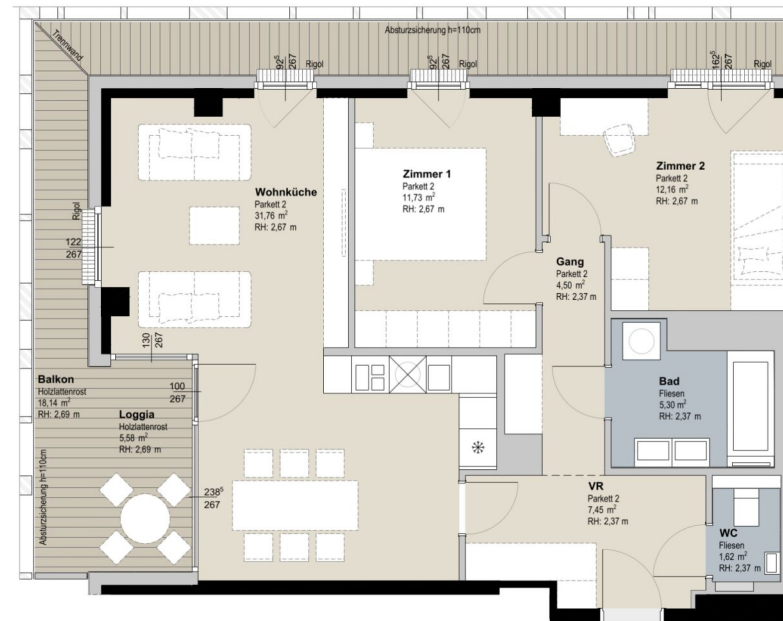 Absturzsicherung h=110cm
Trennwand
92⁵
267
Rigol
92⁵
267
Rigol
162⁵
267
Rigol
Wohnküche
Parkett 2
31,76 m²
RH: 2,67 m
Zimmer 1
Parkett 2
11,73 m²
RH: 2,67 m
Zimmer 2
Parkett 2
12,16 m²
RH: 2,67 m
Rigol
122
267
Gang
Parkett 2
4,50 m²
RH: 2,37 m
130
267
Balkon
Holzlattenrost
18,14 m²
RH: 2,69 m
100
267
Loggia
Holzlattenrost
5,58 m²
RH: 2,69 m
Bad
Fliesen
5,30 m²
RH: 2,37 m
Absturzsicherung h=110cm
238⁵
267
VR
Parkett 2
7,45 m²
RH: 2,37 m
WC
Fliesen
1,62 m²
RH: 2,37 m